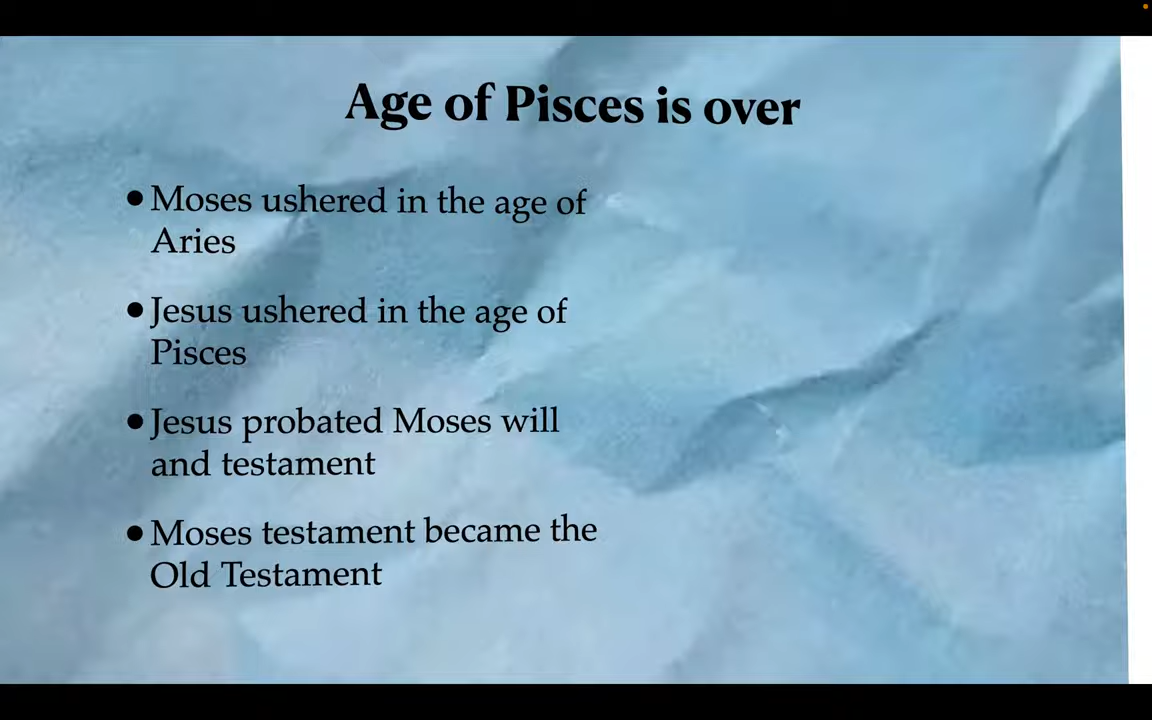 Age of Pisces is over
• Moses ushered in the age of
Aries
• Jesus ushered in the age of
Pisces
• Jesus probated Moses will
and testament
• Moses testament became the
Old Testament